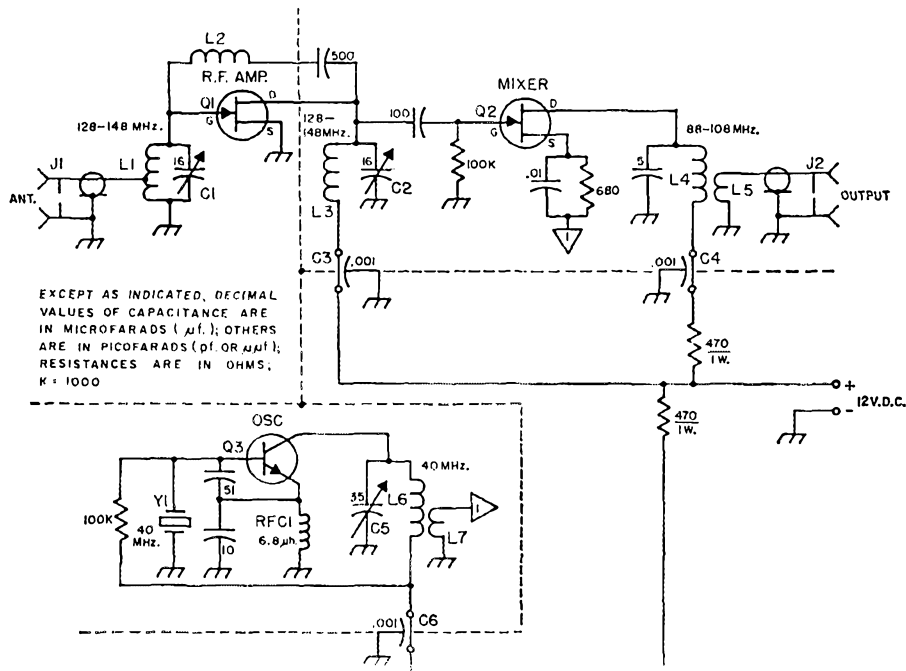 L2
500
R.F. AMP.
MIXER
Q1
D
G
S
128-148 MHz.
128-
148MHz.
100
Q2
D
G
S
88-108 MHz.
J1
L1
16
C1
ANT.
L3
16
C2
100K
.01
680
1
5
L4
L5
J2
OUTPUT
C3
.001
.001
C4
EXCEPT AS INDICATED, DECIMAL
VALUES OF CAPACITANCE ARE
IN MICROFARADS (μf.); OTHERS
ARE IN PICOFARADS (pf. OR μμf);
RESISTANCES ARE IN OHMS;
K = 1000
470
1W.
+
12V.D.C.
-
470
1W.
OSC
Q3
40 MHz.
51
Y1
100K
40
MHz.
10
RFC1
6.8μh.
35
C5
L6
L7
1
.001
C6